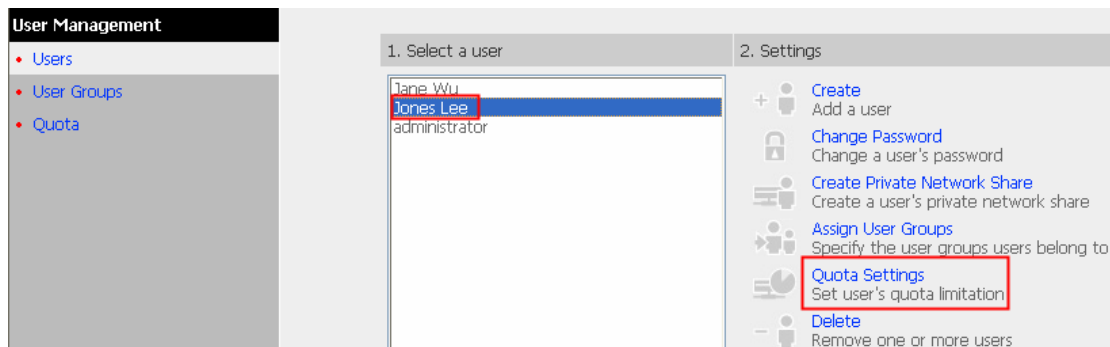 User Management
Users
User Groups
Quota
1. Select a user
Jane Wu
Jones Lee
administrator
2. Settings
Create
Add a user
Change Password
Change a user's password
Create Private Network Share
Create a user's private network share
Assign User Groups
Specify the user groups users belong to
Quota Settings
Set user's quota limitation
Delete
Remove one or more users